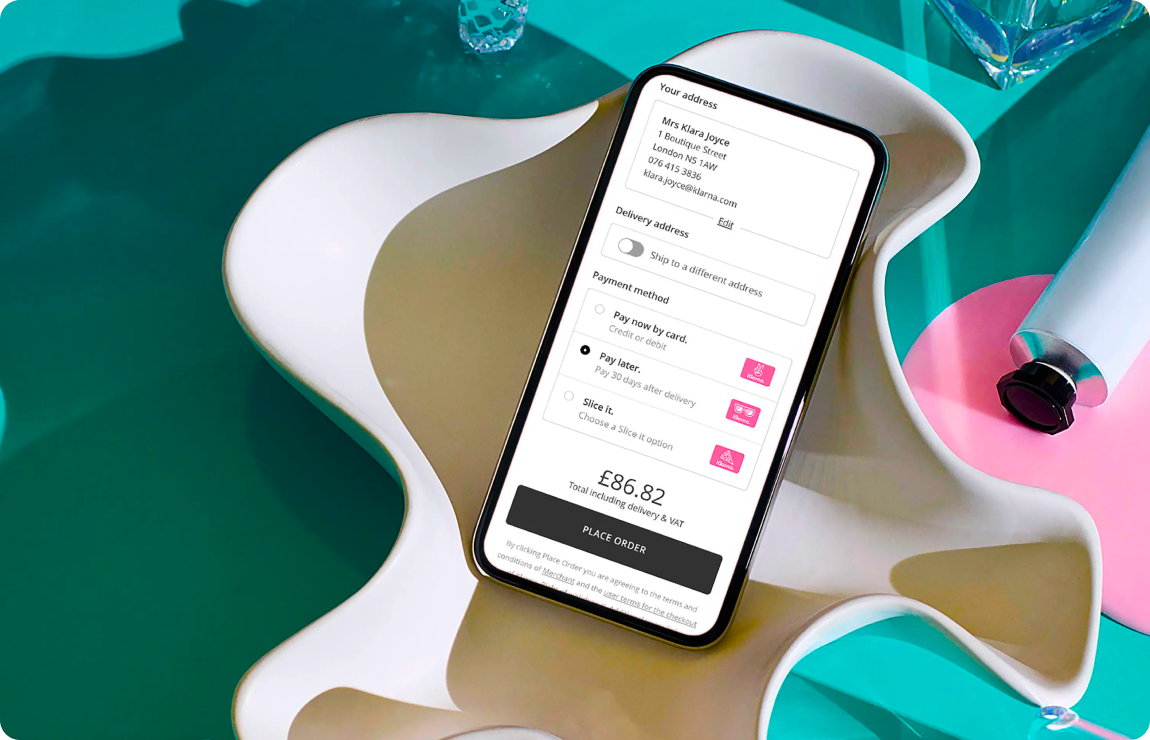 Your address
Mrs Klara Joyce
1 Boutique Street
London N5 1AW
076 415 3836
klara.joyce@klarna.com
Edit
Delivery address
Ship to a different address
Payment method
Pay now by card.
Credit or debit
Klarna.
Pay later.
Pay 30 days after delivery
Klarna.
Slice it.
Choose a Slice it option
Klarna.
£86.82
Total including delivery & VAT
PLACE ORDER
By clicking Place Order you are agreeing to the terms and
conditions of Merchant and the user terms for the checkout